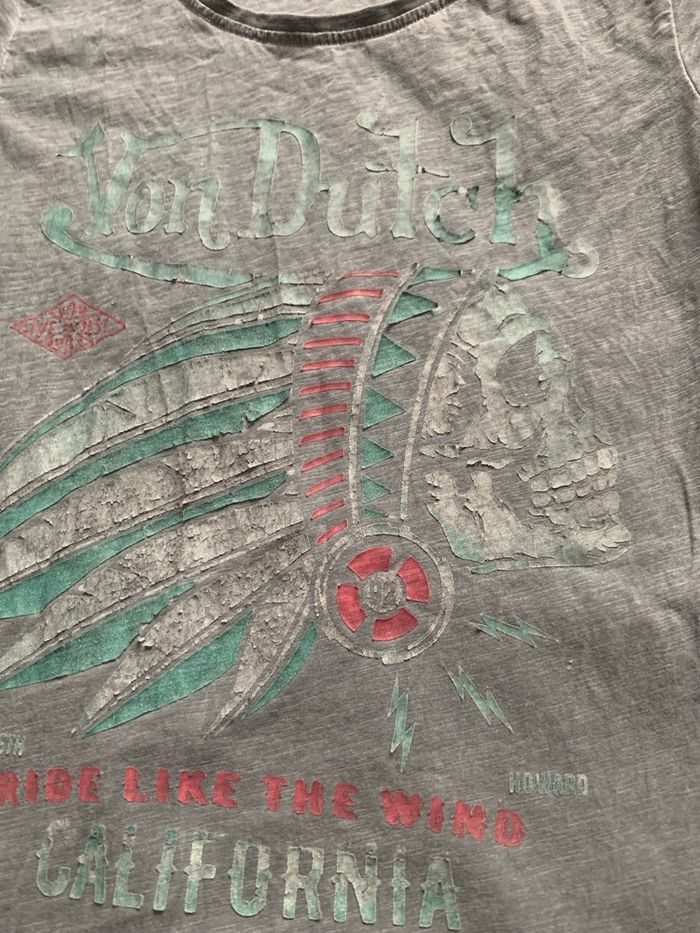 Von Dutch
HOWARD
RIDE LIKE THE WIND
CALIFORNIA